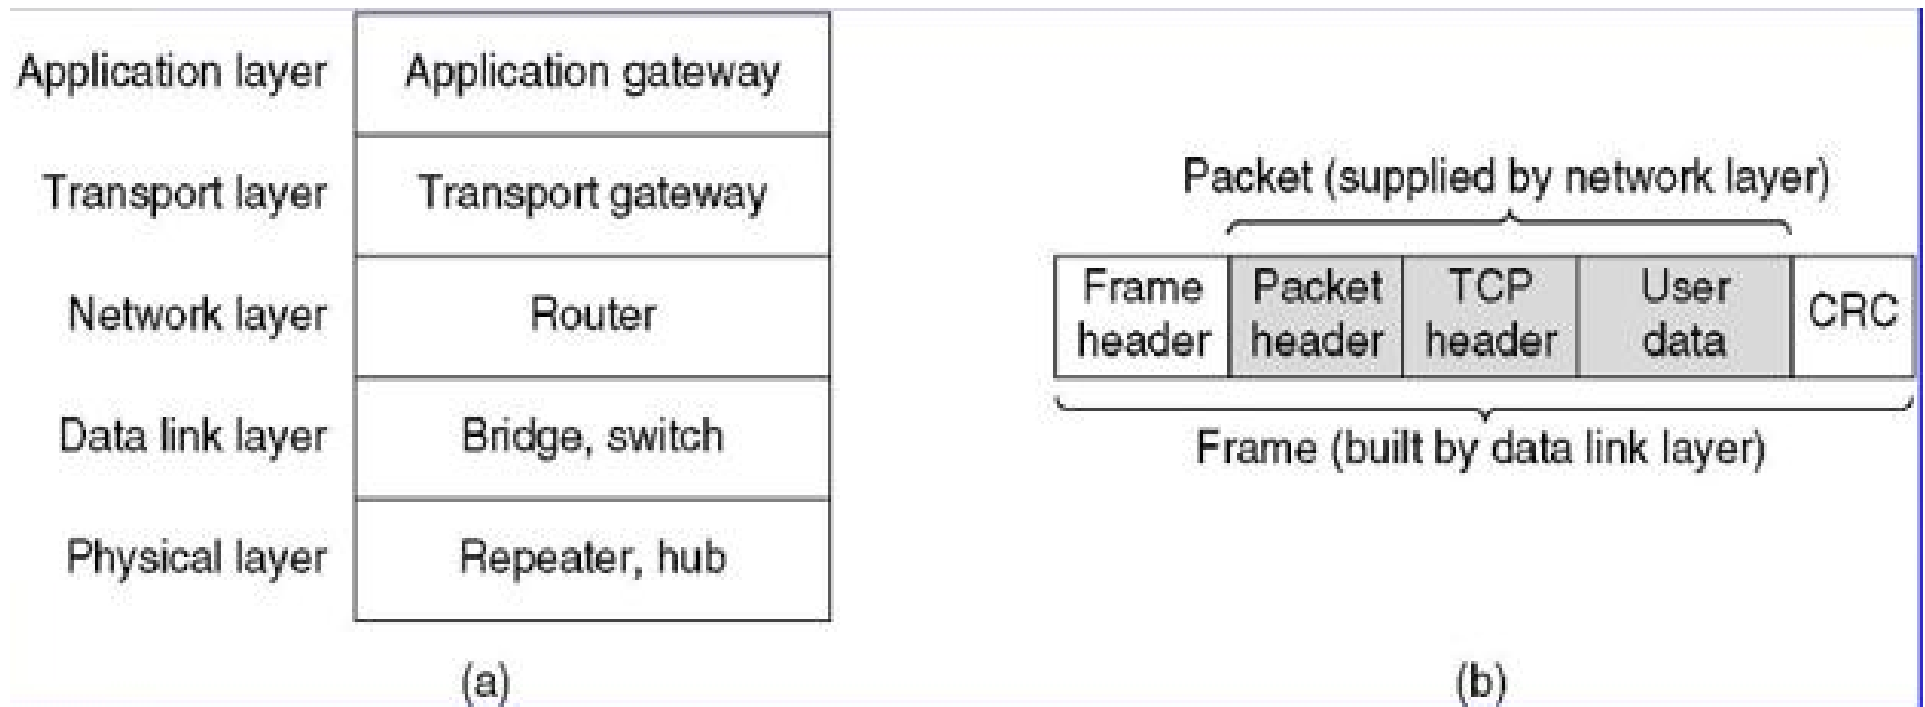 Application layer
Application gateway
Transport layer
Transport gateway
Network layer
Router
Data link layer
Bridge, switch
Physical layer
Repeater, hub
(a)
Packet (supplied by network layer)
Frame
header
Packet
header
TCP
header
User
data
CRC
Frame (built by data link layer)
(b)